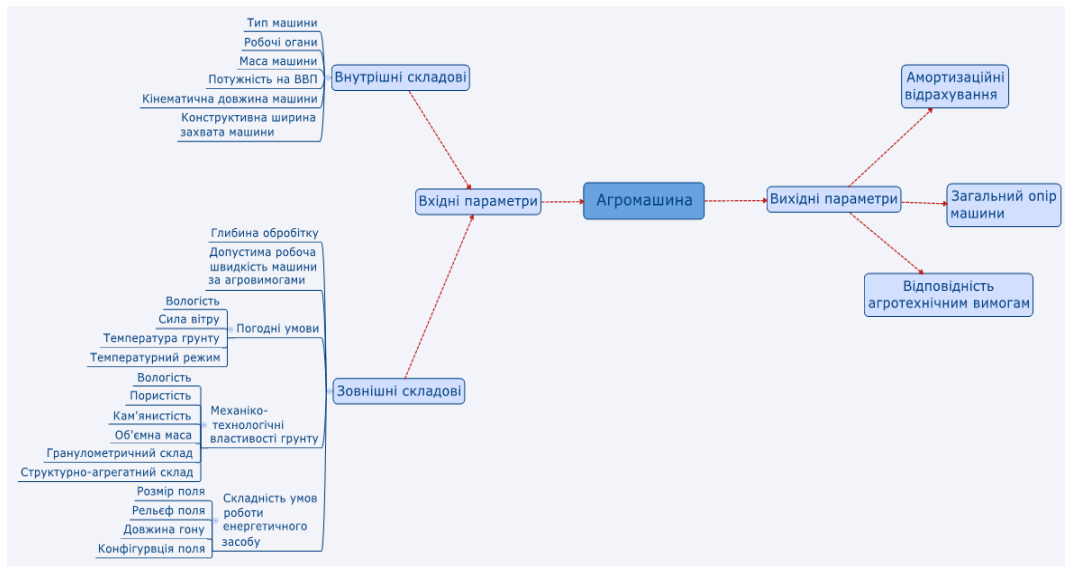 Тип машини
Робочі огани
Маса машини
Потужність на ВВП
Кінематична довжина машини
Конструктивна ширина
захвата машини
Внутрішні складові
Вхідні параметри
Глибина обробітку
Допустима робоча
швидкість машини
за агровимогами
Вологість
Сила вітру
Температура грунту
Температурний режим
Погодні умови
Вологість
Пористість
Кам'янистість
Об'ємна маса
Гранулометричний склад
Структурно-агрегатний склад
Механіко-
технологічні
властивості грунту
Розмір поля
Рельєф поля
Довжина гону
Конфігурвція поля
Складність умов
роботи
енергетичного
засобу
Зовнішні складові
Агромашина
Вихідні параметри
Амортизаційні
відрахування
Загальний опір
машини
Відповідність
агротехнічним вимогам